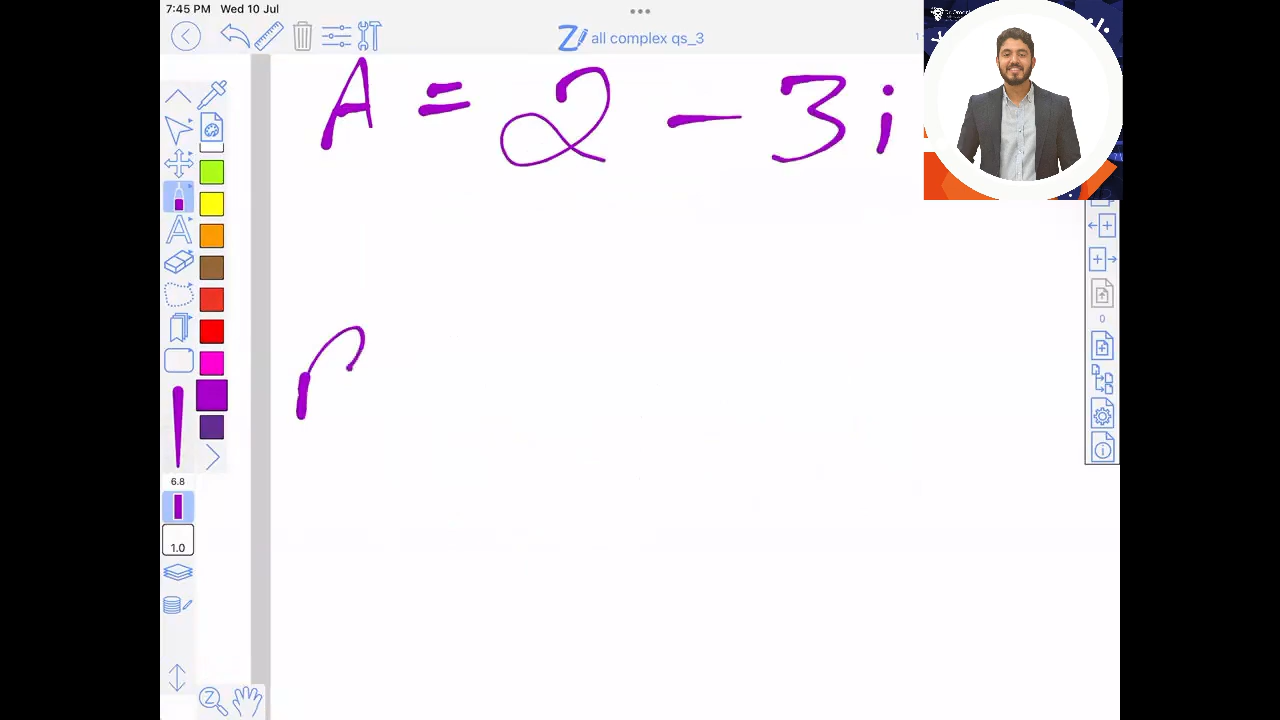 7:45 PM Wed 10 Jul
all complex qs_3
A = 2 - 3i
r
6.8
1.0
0